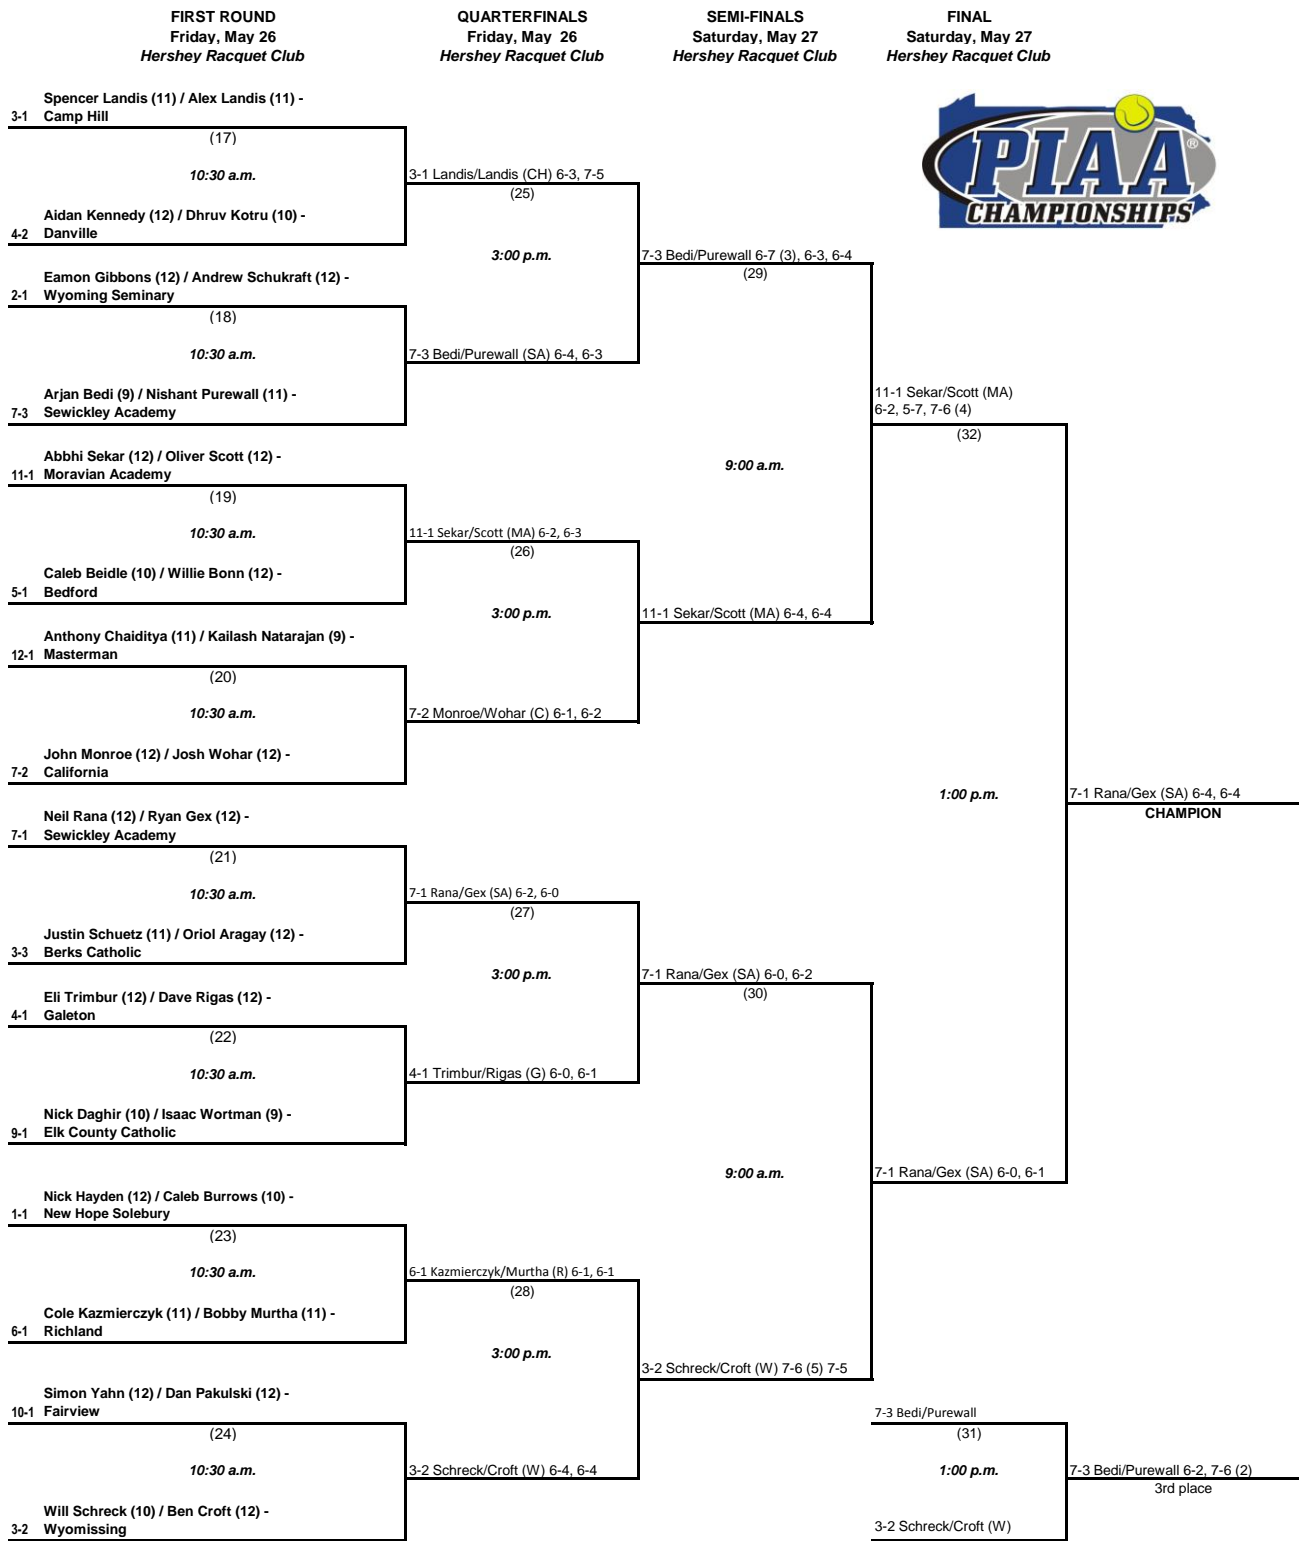 FIRST ROUND
Friday, May 26
Hershey Racquet Club
QUARTERFINALS
Friday, May 26
Hershey Racquet Club
SEMI-FINALS
Saturday, May 27
Hershey Racquet Club
FINAL
Saturday, May 27
Hershey Racquet Club
PIAA®
CHAMPIONSHIPS
Spencer Landis (11) / Alex Landis (11) -
3-1 Camp Hill
(17)
10:30 a.m.
Aidan Kennedy (12) / Dhruv Kotru (10) -
4-2 Danville
Eamon Gibbons (12) / Andrew Schukraft (12) -
2-1 Wyoming Seminary
(18)
10:30 a.m.
Arjan Bedi (9) / Nishant Purewall (11) -
7-3 Sewickley Academy
Abbhi Sekar (12) / Oliver Scott (12) -
11-1 Moravian Academy
(19)
10:30 a.m.
Caleb Beidle (10) / Willie Bonn (12) -
5-1 Bedford
Anthony Chaiditya (11) / Kailash Natarajan (9) -
12-1 Masterman
(20)
10:30 a.m.
John Monroe (12) / Josh Wohar (12) -
7-2 California
Neil Rana (12) / Ryan Gex (12) -
7-1 Sewickley Academy
(21)
10:30 a.m.
Justin Schuetz (11) / Oriol Aragay (12) -
3-3 Berks Catholic
Eli Trimbur (12) / Dave Rigas (12) -
4-1 Galeton
(22)
10:30 a.m.
Nick Daghir (10) / Isaac Wortman (9) -
9-1 Elk County Catholic
Nick Hayden (12) / Caleb Burrows (10) -
1-1 New Hope Solebury
(23)
10:30 a.m.
Cole Kazmierczyk (11) / Bobby Murtha (11) -
6-1 Richland
Simon Yahn (12) / Dan Pakulski (12) -
10-1 Fairview
(24)
10:30 a.m.
Will Schreck (10) / Ben Croft (12) -
3-2 Wyomissing
3-1 Landis/Landis (CH) 6-3, 7-5
(25)
3:00 p.m.
7-3 Bedi/Purewall (SA) 6-4, 6-3
11-1 Sekar/Scott (MA) 6-2, 6-3
(26)
3:00 p.m.
7-2 Monroe/Wohar (C) 6-1, 6-2
7-1 Rana/Gex (SA) 6-2, 6-0
(27)
3:00 p.m.
4-1 Trimbur/Rigas (G) 6-0, 6-1
6-1 Kazmierczyk/Murtha (R) 6-1, 6-1
(28)
3:00 p.m.
3-2 Schreck/Croft (W) 6-4, 6-4
7-3 Bedi/Purewall 6-7 (3), 6-3, 6-4
(29)
9:00 a.m.
11-1 Sekar/Scott (MA) 6-4, 6-4
7-1 Rana/Gex (SA) 6-0, 6-2
(30)
9:00 a.m.
3-2 Schreck/Croft (W) 7-6 (5) 7-5
11-1 Sekar/Scott (MA)
6-2, 5-7, 7-6 (4)
(32)
1:00 p.m.
7-1 Rana/Gex (SA) 6-0, 6-1
7-1 Rana/Gex (SA) 6-4, 6-4
CHAMPION
7-3 Bedi/Purewall
(31)
1:00 p.m.
3-2 Schreck/Croft (W)
7-3 Bedi/Purewall 6-2, 7-6 (2)
3rd place